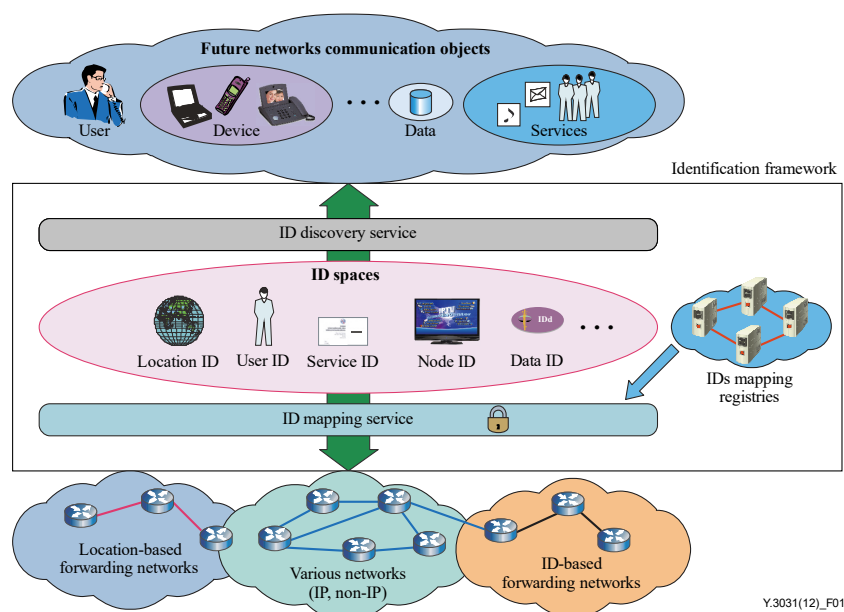 Future networks communication objects
User
Device
Data
Services
Identification framework
ID discovery service
ID spaces
IDd
Location ID
User ID
Service ID
Node ID
Data ID
IDs mapping
registries
ID mapping service
Location-based
forwarding networks
Various networks
(IP, non-IP)
ID-based
forwarding networks
Y.3031(12)_F01